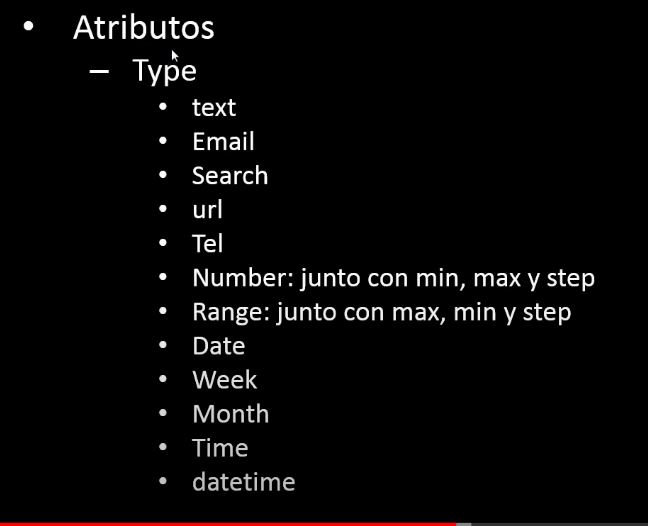 • Atributos
– Type
• text
• Email
• Search
• url
• Tel
• Number: junto con min, max y step
• Range: junto con max, min y step
• Date
• Week
• Month
• Time
• datetime